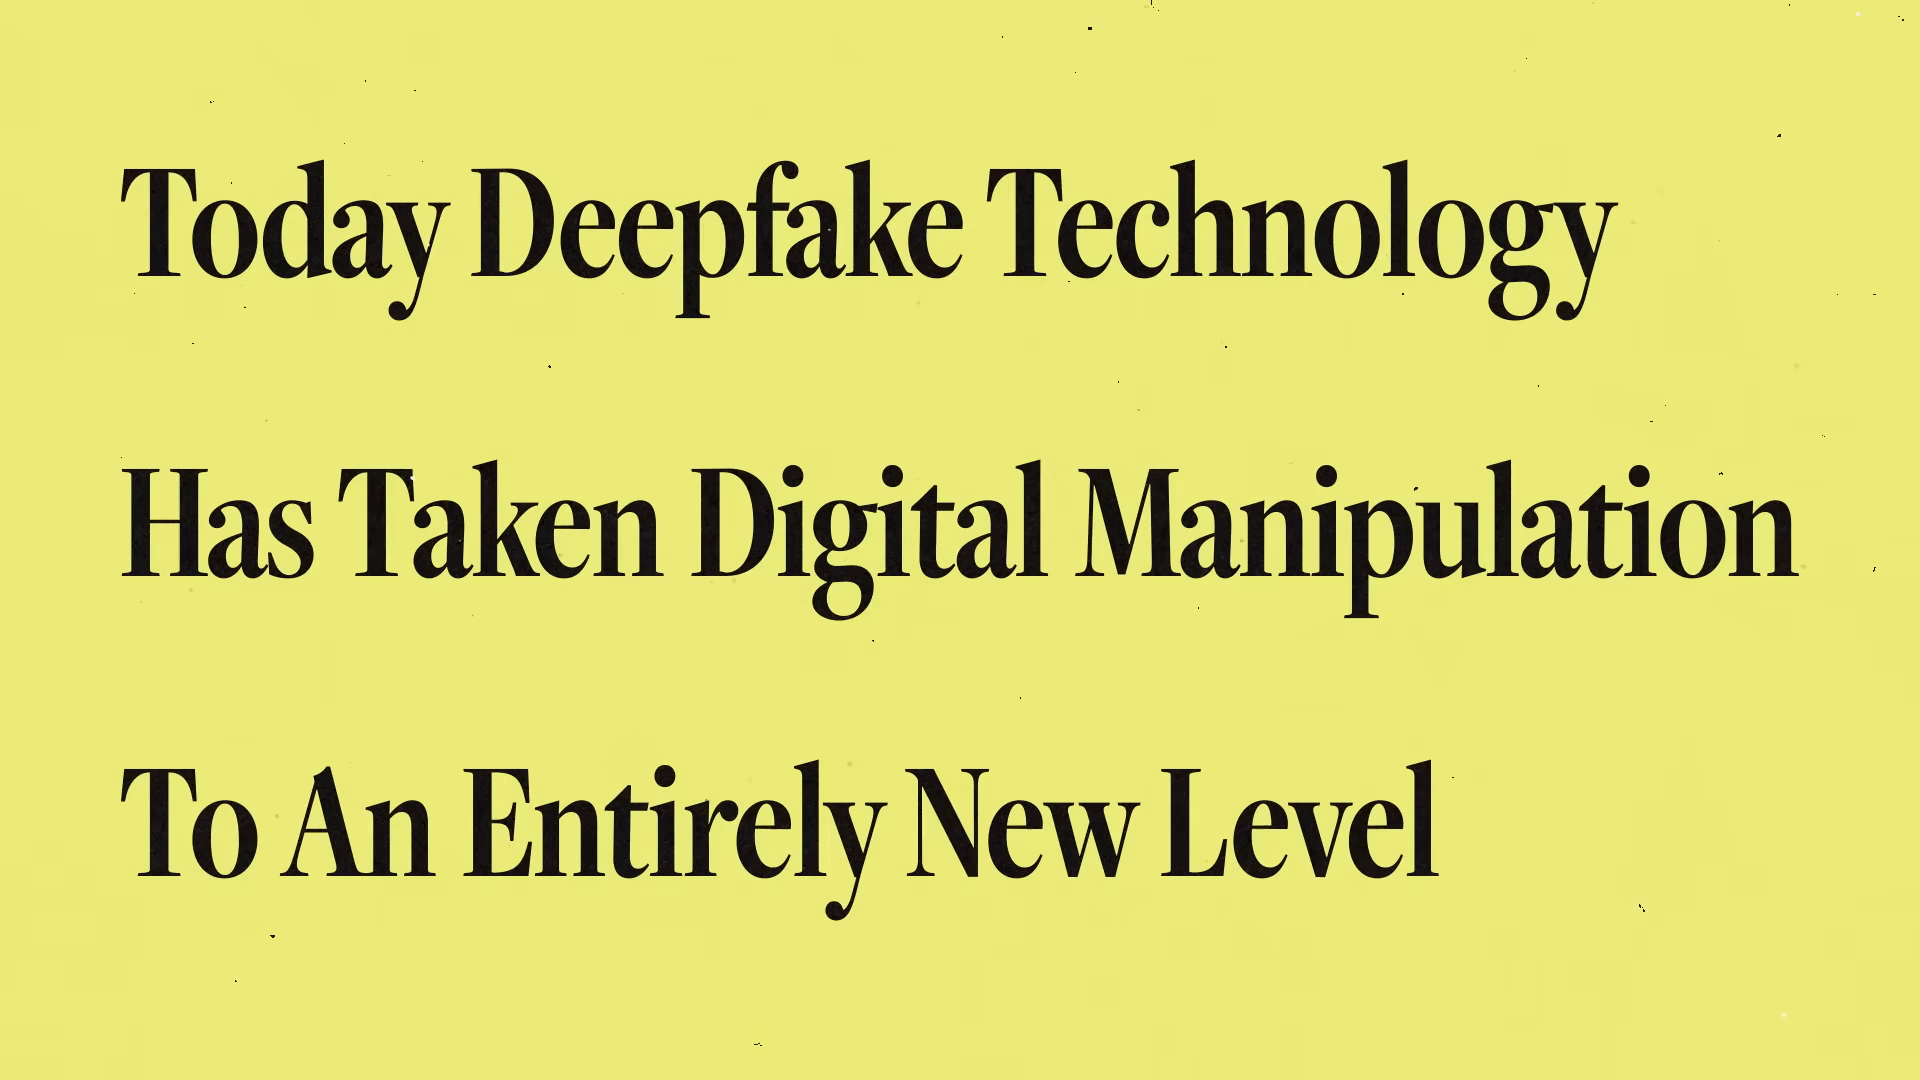 Today Deepfake Technology
Has Taken Digital Manipulation
To An Entirely New Level